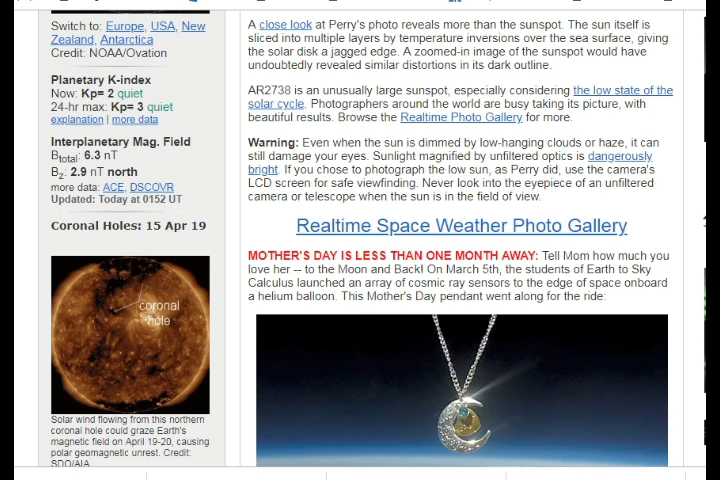 Switch to: Europe, USA, New
Zealand, Antarctica
Credit: NOAA/Ovation
Planetary K-index
Now: Kp= 2 quiet
24-hr max: Kp= 3 quiet
explanation | more data
Interplanetary Mag. Field
Btotal: 6.3 nT
Bz: 2.9 nT north
more data: ACE, DSCOVR
Updated: Today at 0152 UT
Coronal Holes: 15 Apr 19
coronal
hole
Solar wind flowing from this northern
coronal hole could graze Earth's
magnetic field on April 19-20, causing
polar geomagnetic unrest. Credit:
SDO/AIA
A close look at Perry's photo reveals more than the sunspot. The sun itself is
sliced into multiple layers by temperature inversions over the sea surface, giving
the solar disk a jagged edge. A zoomed-in image of the sunspot would have
undoubtedly revealed similar distortions in its dark outline.
AR2738 is an unusually large sunspot, especially considering the low state of the
solar cycle. Photographers around the world are busy taking its picture, with
beautiful results. Browse the Realtime Photo Gallery for more.
Warning: Even when the sun is dimmed by low-hanging clouds or haze, it can
still damage your eyes. Sunlight magnified by unfiltered optics is dangerously
bright. If you chose to photograph the low sun, as Perry did, use the camera's
LCD screen for safe viewfinding. Never look into the eyepiece of an unfiltered
camera or telescope when the sun is in the field of view.
Realtime Space Weather Photo Gallery
MOTHER'S DAY IS LESS THAN ONE MONTH AWAY: Tell Mom how much you
love her -- to the Moon and Back! On March 5th, the students of Earth to Sky
Calculus launched an array of cosmic ray sensors to the edge of space onboard
a helium balloon. This Mother's Day pendant went along for the ride: